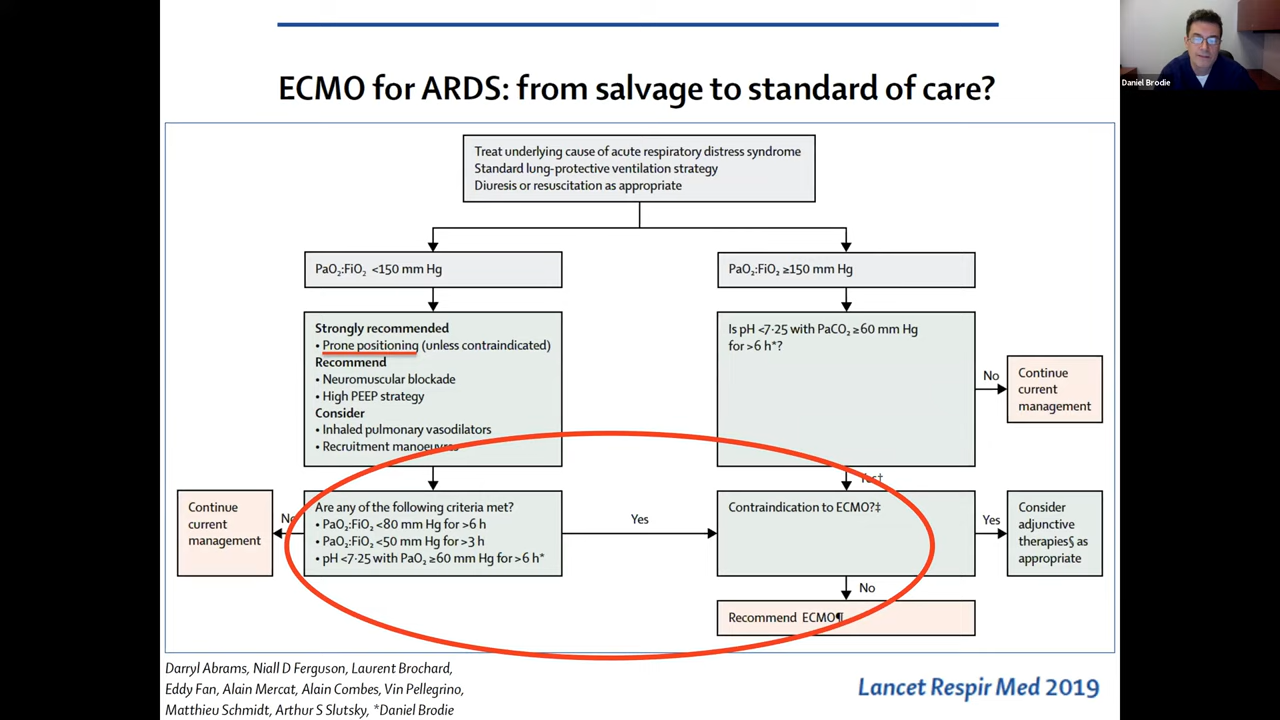 Daniel Brodie
ECMO for ARDS: from salvage to standard of care?
Treat underlying cause of acute respiratory distress syndrome
Standard lung-protective ventilation strategy
Diuresis or resuscitation as appropriate
PaO₂:FiO₂ <150 mm Hg
PaO₂:FiO₂ ≥150 mm Hg
Strongly recommended
• Prone positioning (unless contraindicated)
Recommend
• Neuromuscular blockade
• High PEEP strategy
Consider
• Inhaled pulmonary vasodilators
• Recruitment manoeuvres
Is pH <7·25 with PaCO₂ ≥60 mm Hg
for >6 h*?
No
Continue
current
management
Yes†
Continue
current
management
No
Are any of the following criteria met?
• PaO₂:FiO₂ <80 mm Hg for >6 h
• PaO₂:FiO₂ <50 mm Hg for >3 h
• pH <7·25 with PaO₂ ≥60 mm Hg for >6 h*
Yes
Contraindication to ECMO?‡
Yes
Consider
adjunctive
therapies§ as
appropriate
No
Recommend ECMO¶
Darryl Abrams, Niall D Ferguson, Laurent Brochard,
Eddy Fan, Alain Mercat, Alain Combes, Vin Pellegrino,
Matthieu Schmidt, Arthur S Slutsky, *Daniel Brodie
Lancet Respir Med 2019